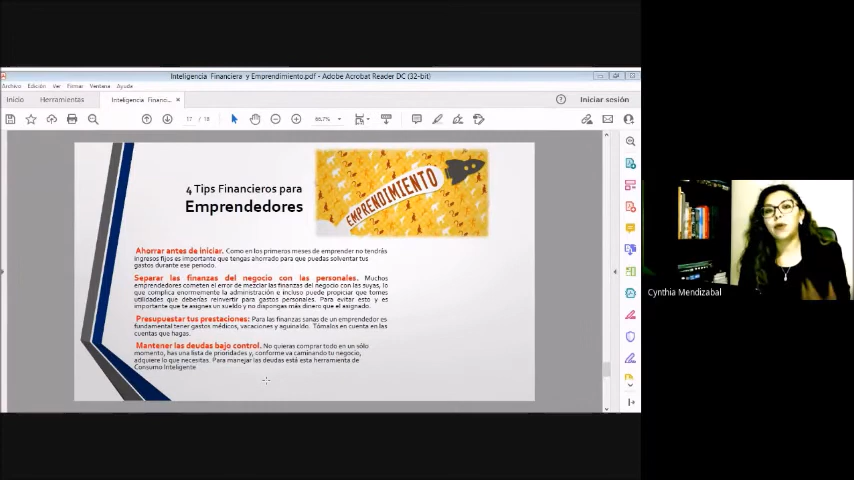 Inteligencia Financiera y Emprendimiento.pdf - Adobe Acrobat Reader DC (32-bit)
Archivo Edición Ver Firmar Ventana Ayuda
Inicio Herramientas Inteligencia Financ... × Iniciar sesión
17 / 18 66,7%
4 Tips Financieros para
Emprendedores
EMPRENDIMIENTO
Ahorrar antes de iniciar. Como en los primeros meses de emprender no tendrás
ingresos fijos es importante que tengas ahorrado para que puedas solventar tus
gastos durante ese periodo.
Separar las finanzas del negocio con las personales. Muchos
emprendedores cometen el error de mezclar las finanzas del negocio con las suyas, lo
que complica enormemente la administración e incluso puede propiciar que tomes
utilidades que deberías reinvertir para gastos personales. Para evitar esto y es
importante que te asignes un sueldo y no dispongas más dinero que el asignado.
Presupuestar tus prestaciones: Para las finanzas sanas de un emprendedor es
fundamental tener gastos médicos, vacaciones y aguinaldo. Tómalos en cuenta en las
cuentas que hagas.
Mantener las deudas bajo control. No quieras comprar todo en un sólo
momento, has una lista de prioridades y, conforme va caminando tu negocio,
adquiere lo que necesitas. Para manejar las deudas está esta herramienta de
Consumo Inteligente
Cynthia Mendizabal